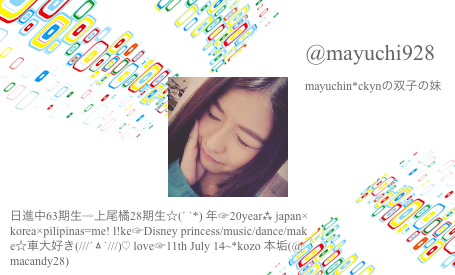 @mayuchi928
mayuchin*ckynの双子の妹
日進中63期生→上尾橘28期生☆(´ `*) 年☞20year⁂ japan×
korea×pilipinas=me! l!ke☞Disney princess/music/dance/mak
e☆車大好き(///´ㅿ`///)♡ love☞11th July 14~*kozo 本垢(@
macandy28)